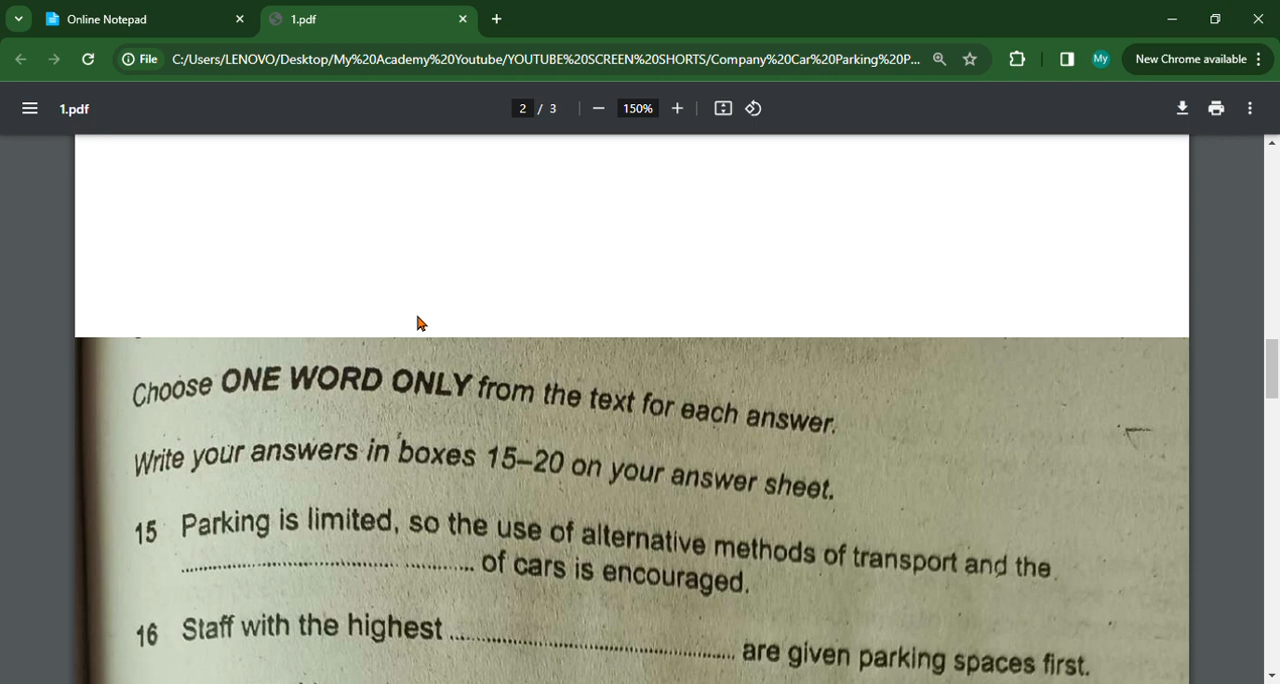 Online Notepad
1.pdf
File C:/Users/LENOVO/Desktop/My%20Academy%20Youtube/YOUTUBE%20SCREEN%20SHORTS/Company%20Car%20Parking%20P...
My
New Chrome available
1.pdf
2 / 3
150%
Choose ONE WORD ONLY from the text for each answer.
Write your answers in boxes 15–20 on your answer sheet.
15 Parking is limited, so the use of alternative methods of transport and the
.................................................. of cars is encouraged.
16 Staff with the highest .................................................. are given parking spaces first.